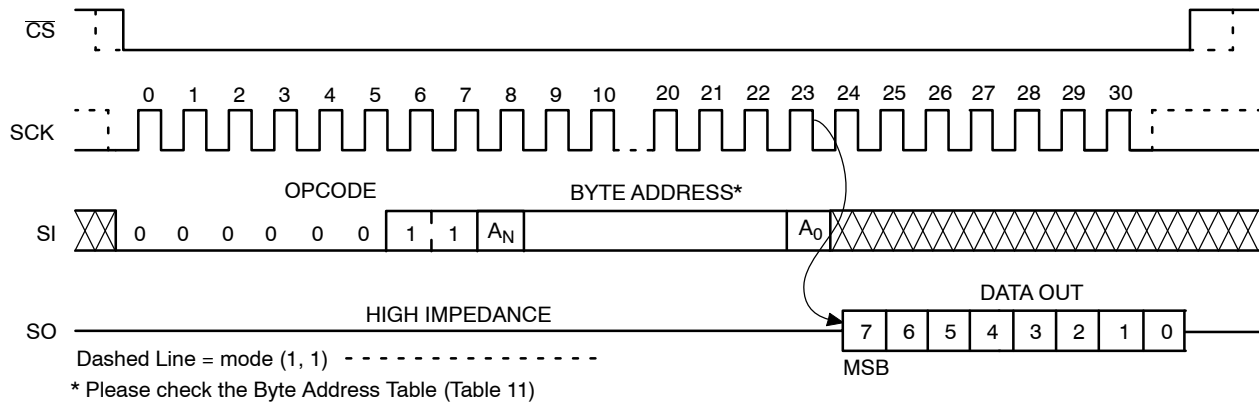 CS
0 1 2 3 4 5 6 7 8 9 10 20 21 22 23 24 25 26 27 28 29 30
SCK
OPCODE BYTE ADDRESS*
SI 0 0 0 0 0 0 1 1 AN A0
DATA OUT
HIGH IMPEDANCE
SO 7 6 5 4 3 2 1 0
Dashed Line = mode (1, 1)
MSB
* Please check the Byte Address Table (Table 11)